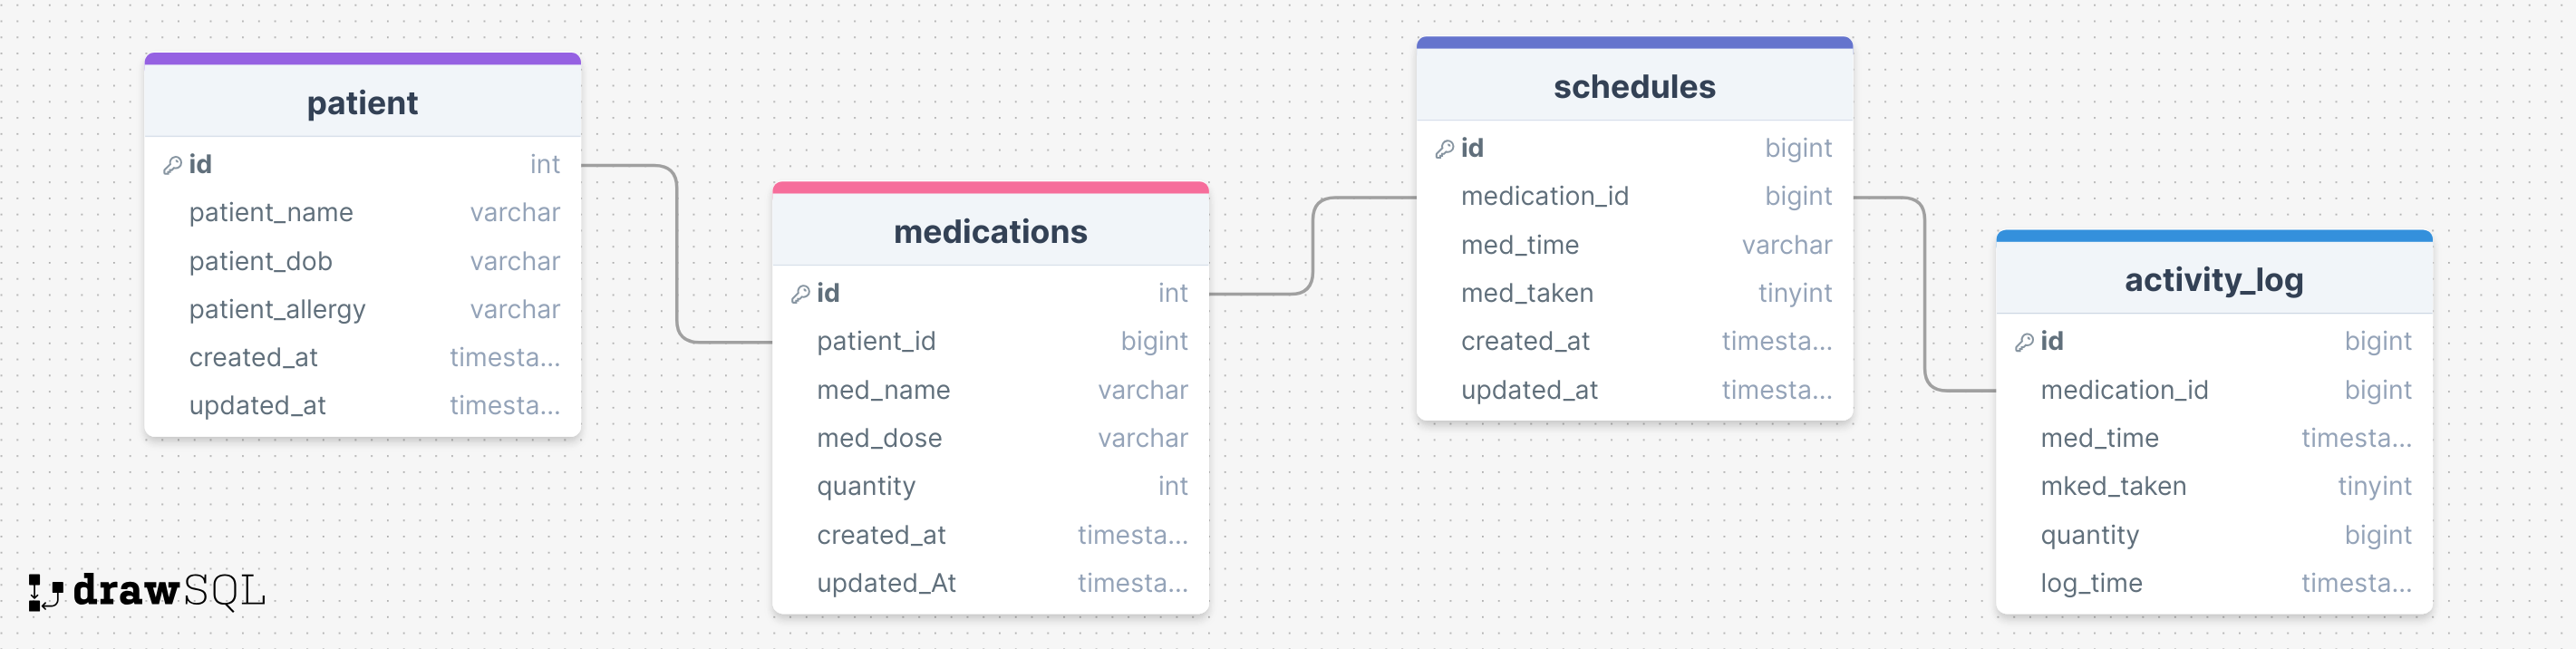 patient
id int
patient_name varchar
patient_dob varchar
patient_allergy varchar
created_at timesta...
updated_at timesta...
medications
id int
patient_id bigint
med_name varchar
med_dose varchar
quantity int
created_at timesta...
updated_At timesta...
schedules
id bigint
medication_id bigint
med_time varchar
med_taken tinyint
created_at timesta...
updated_at timesta...
activity_log
id bigint
medication_id bigint
med_time timesta...
mked_taken tinyint
quantity bigint
log_time timesta...
drawSQL